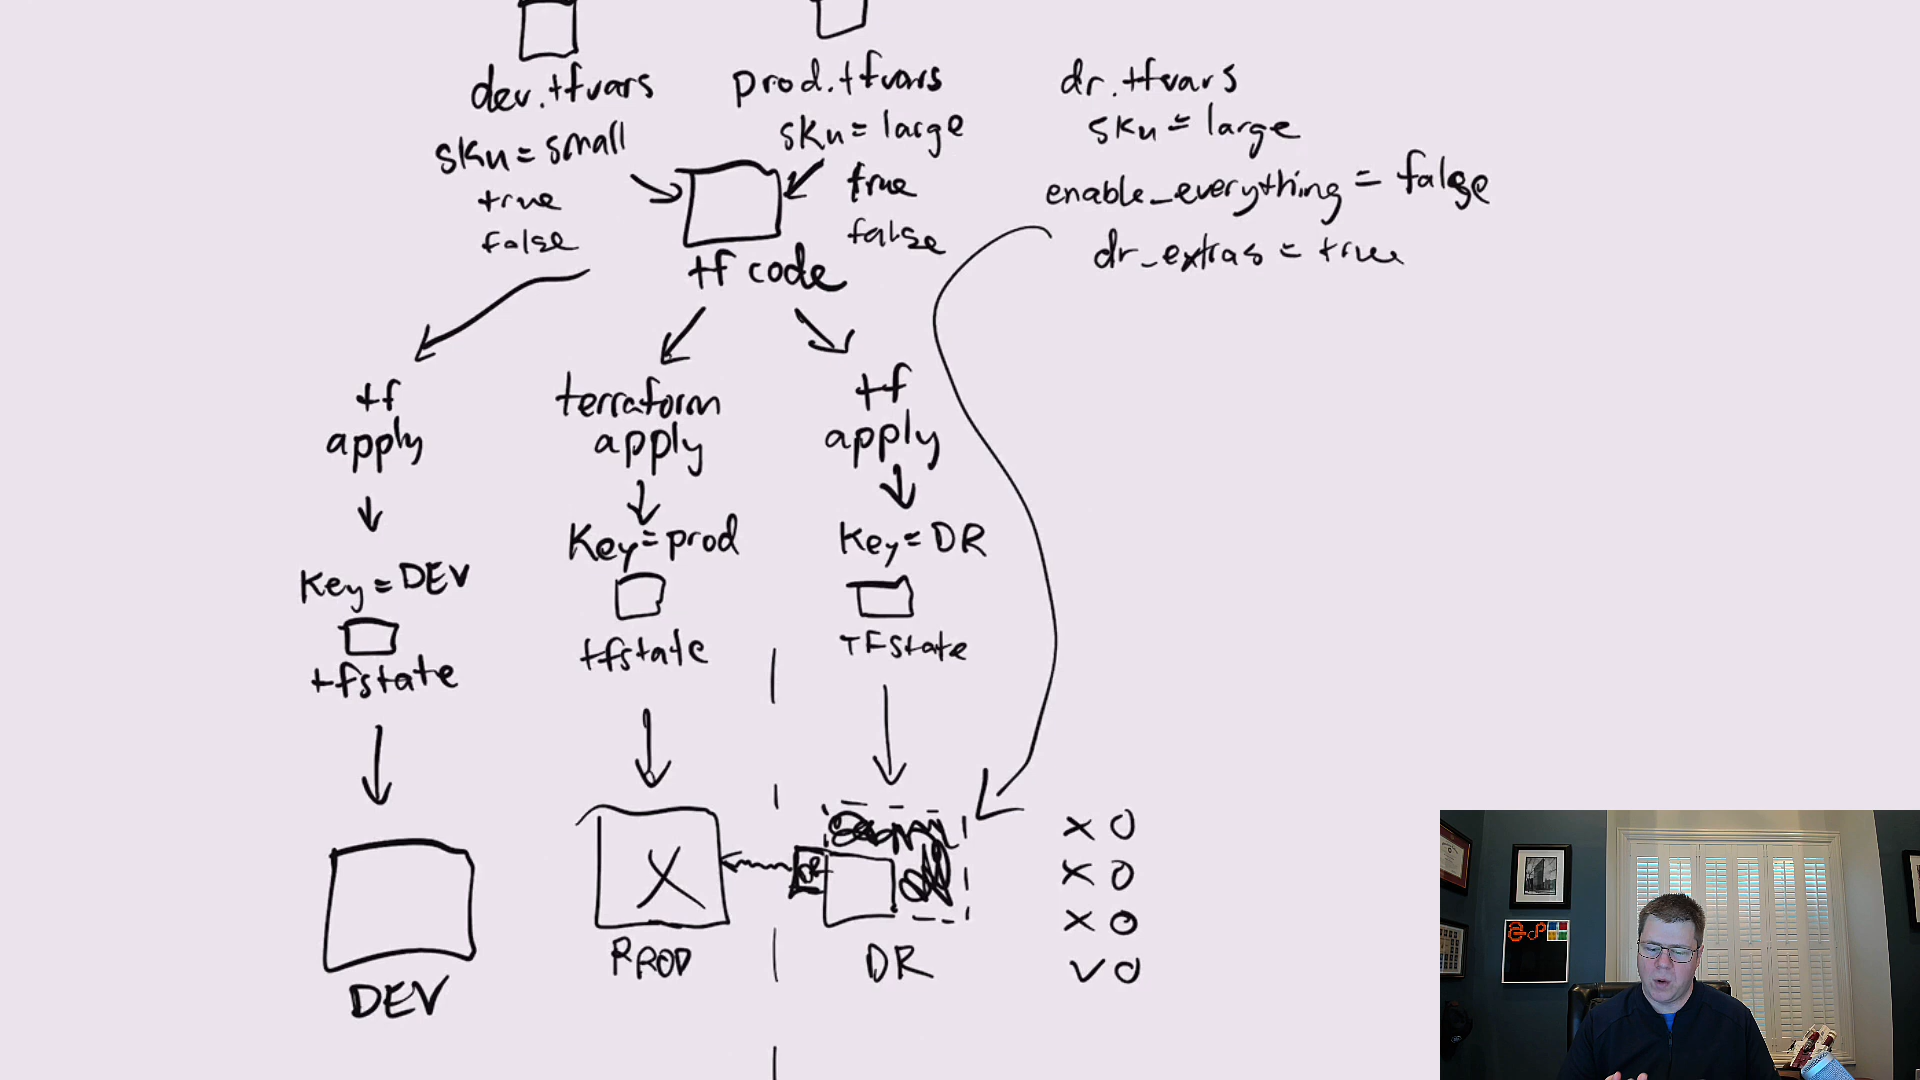 dev.tfvars
sku = small
true
false
prod.tfvars
sku = large
true
false
dr.tfvars
sku = large
enable_everything = false
dr_extras = true
tf code
tf
apply
Key = DEV
tfstate
DEV
terraform
apply
Key = prod
tfstate
X
PROD
tf
apply
Key = DR
TFState
DR
DR
X O
X O
X O
V O